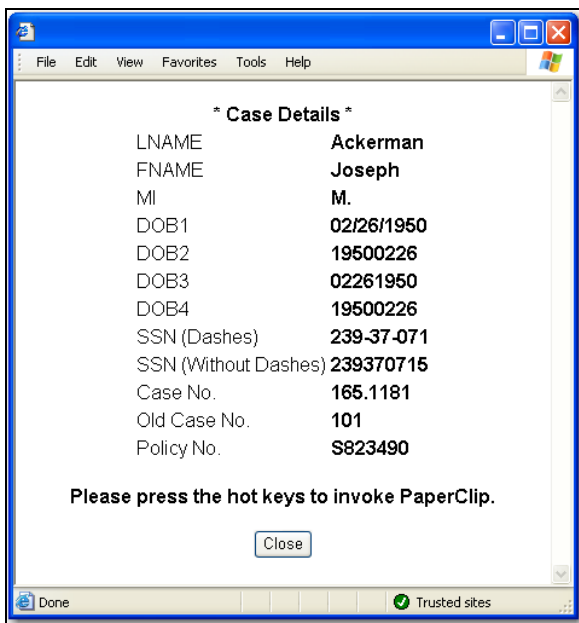 File Edit View Favorites Tools Help
* Case Details *
LNAME Ackerman
FNAME Joseph
MI M.
DOB1 02/26/1950
DOB2 19500226
DOB3 02261950
DOB4 19500226
SSN (Dashes) 239-37-071
SSN (Without Dashes) 239370715
Case No. 165.1181
Old Case No. 101
Policy No. S823490
Please press the hot keys to invoke PaperClip.
Close
Done Trusted sites